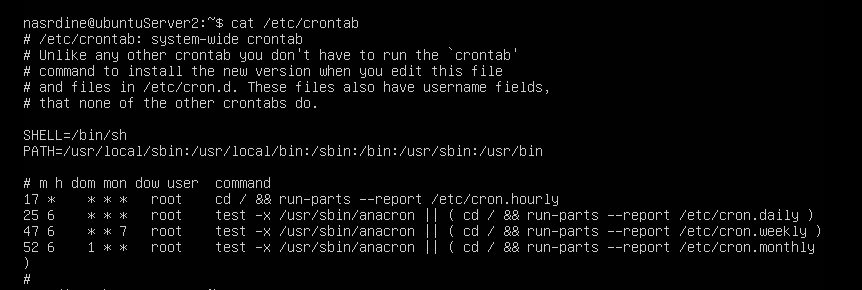 nasrdine@ubuntuServer2:~$ cat /etc/crontab
# /etc/crontab: system-wide crontab
# Unlike any other crontab you don't have to run the `crontab'
# command to install the new version when you edit this file
# and files in /etc/cron.d. These files also have username fields,
# that none of the other crontabs do.

SHELL=/bin/sh
PATH=/usr/local/sbin:/usr/local/bin:/sbin:/bin:/usr/sbin:/usr/bin

# m h dom mon dow user  command
17 *    * * *   root    cd / && run-parts --report /etc/cron.hourly
25 6    * * *   root    test -x /usr/sbin/anacron || ( cd / && run-parts --report /etc/cron.daily )
47 6    * * 7   root    test -x /usr/sbin/anacron || ( cd / && run-parts --report /etc/cron.weekly )
52 6    1 * *   root    test -x /usr/sbin/anacron || ( cd / && run-parts --report /etc/cron.monthly
)
#